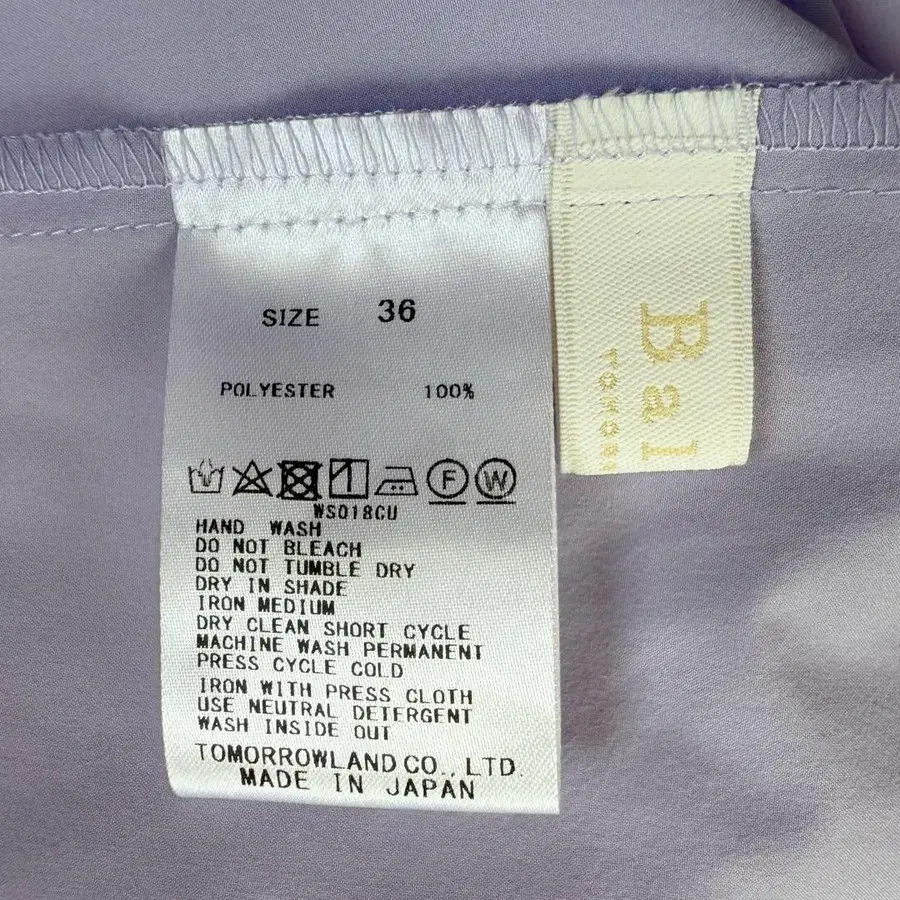 SIZE 36
POLYESTER 100%
F W
WS018CU
HAND WASH
DO NOT BLEACH
DO NOT TUMBLE DRY
DRY IN SHADE
IRON MEDIUM
DRY CLEAN SHORT CYCLE
MACHINE WASH PERMANENT
PRESS CYCLE COLD
IRON WITH PRESS CLOTH
USE NEUTRAL DETERGENT
WASH INSIDE OUT
TOMORROWLAND CO., LTD.
MADE IN JAPAN
Bal